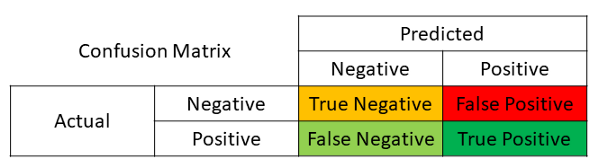 Predicted
Confusion Matrix
Negative Positive
Actual
Negative True Negative False Positive
Positive False Negative True Positive